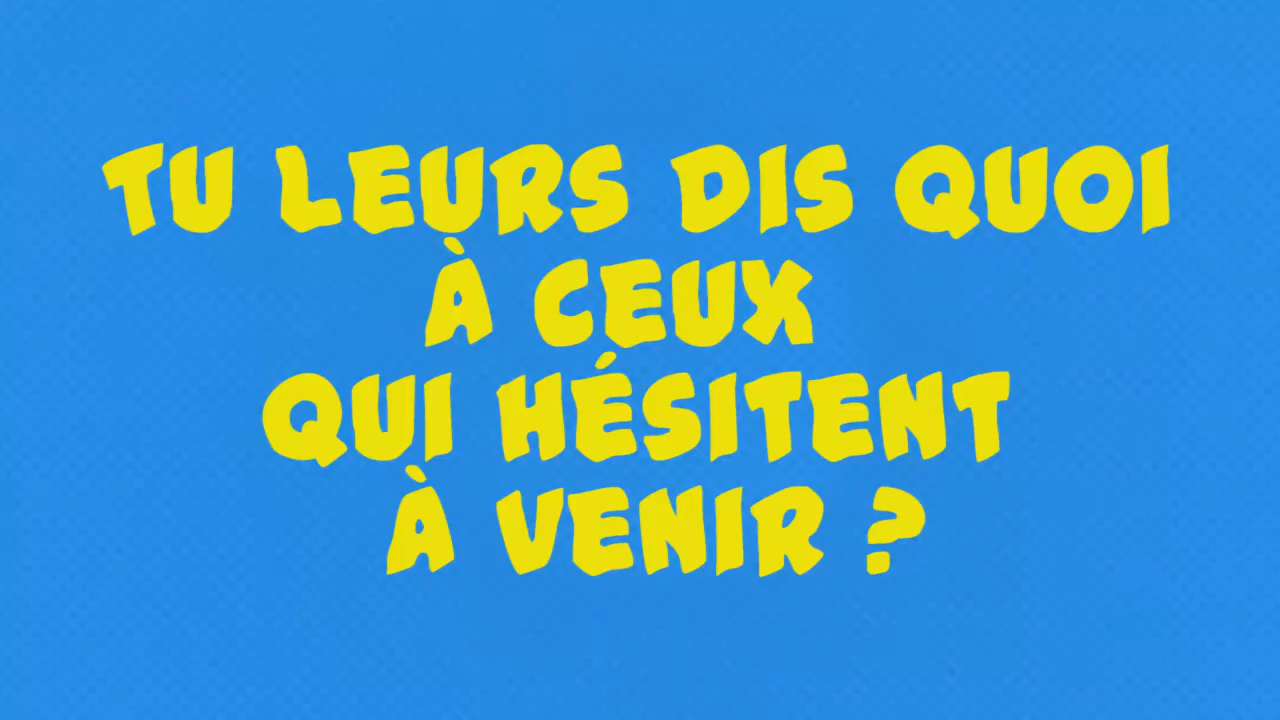 TU LEURS DIS QUOI
À CEUX
QUI HÉSITENT
À VENIR ?